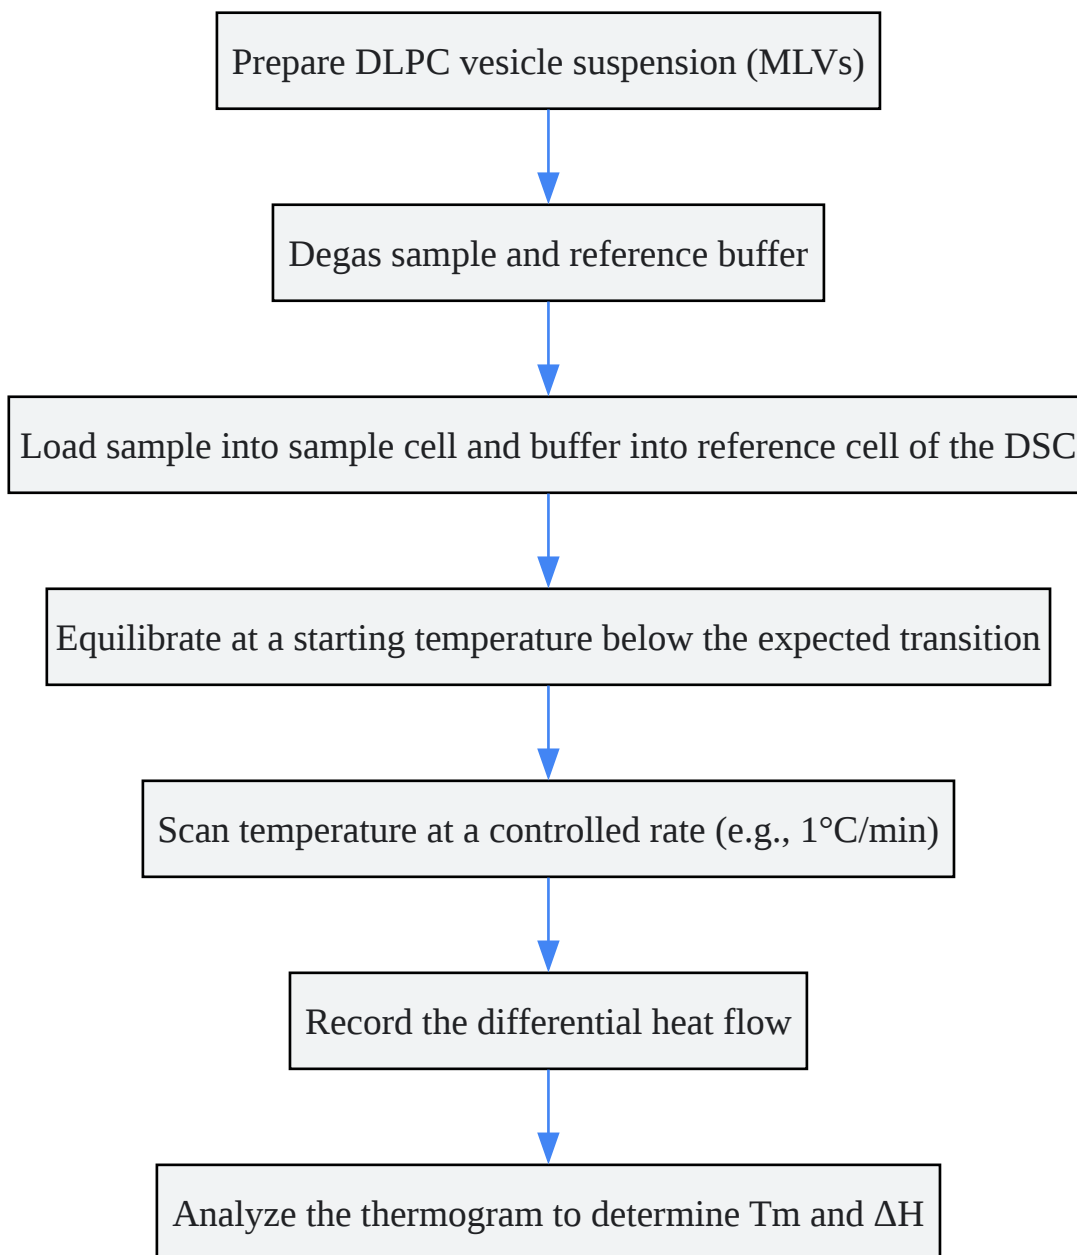 Prepare DLPC vesicle suspension (MLVs)
Degas sample and reference buffer
Load sample into sample cell and buffer into reference cell of the DSC
Equilibrate at a starting temperature below the expected transition
Scan temperature at a controlled rate (e.g., 1°C/min)
Record the differential heat flow
Analyze the thermogram to determine Tm and ΔH